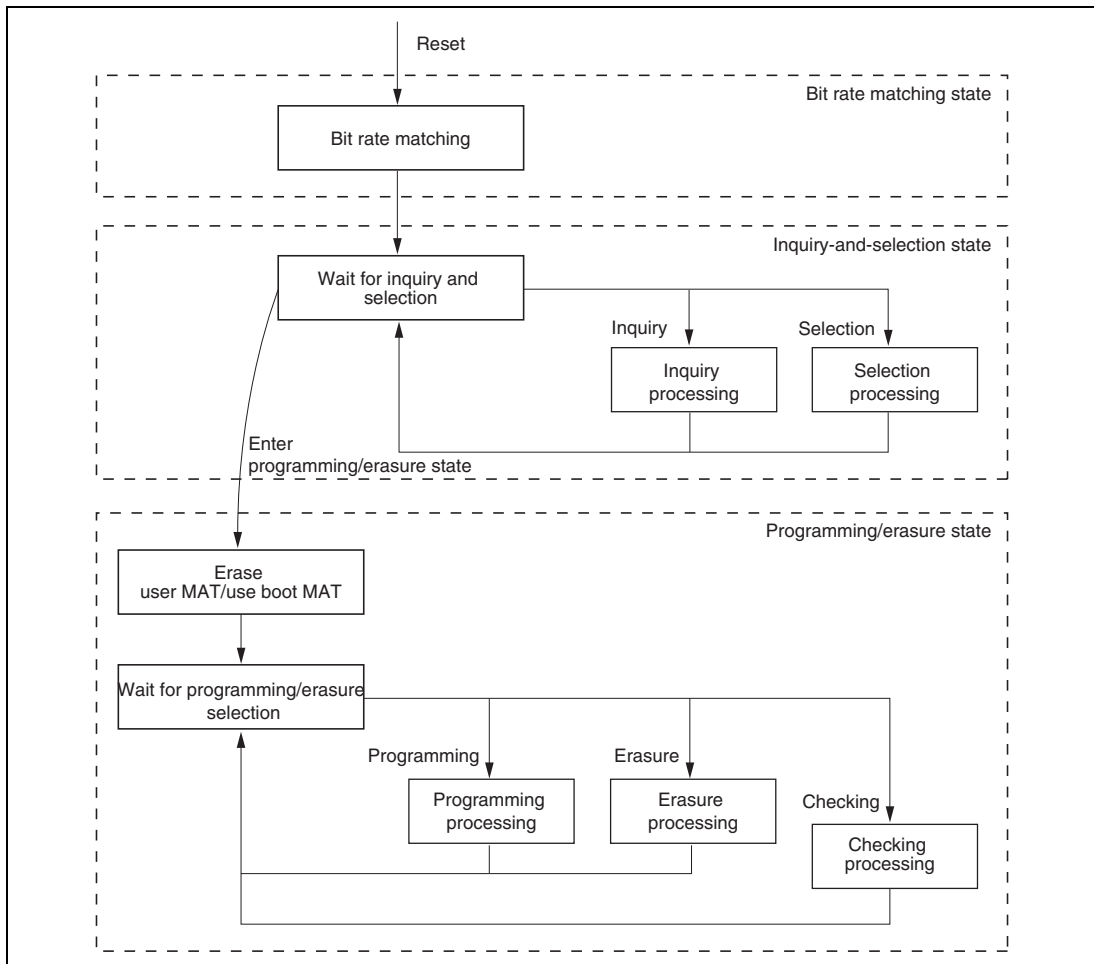 Reset
Bit rate matching state
Bit rate matching
Inquiry-and-selection state
Wait for inquiry and
selection
Inquiry
Selection
Inquiry
processing
Selection
processing
Enter
programming/erasure state
Programming/erasure state
Erase
user MAT/use boot MAT
Wait for programming/erasure
selection
Programming
Erasure
Checking
Programming
processing
Erasure
processing
Checking
processing